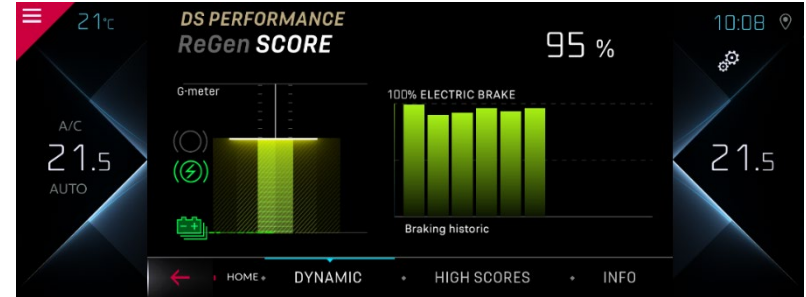 21°C
DS PERFORMANCE
ReGen SCORE
95 %
10:08
G-meter
100% ELECTRIC BRAKE
A/C
21.5
AUTO
21.5
Braking historic
HOME
DYNAMIC
HIGH SCORES
INFO